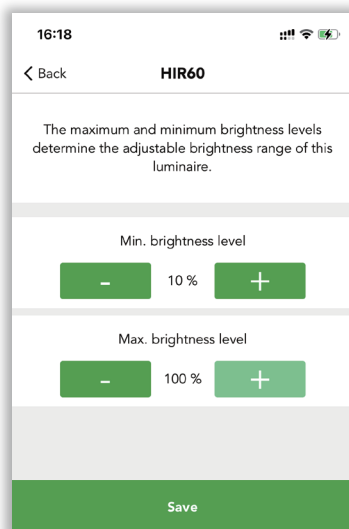 16:18
Back
HIR60
The maximum and minimum brightness levels
determine the adjustable brightness range of this
luminaire.
Min. brightness level
- 10 % +
Max. brightness level
- 100 % +
Save